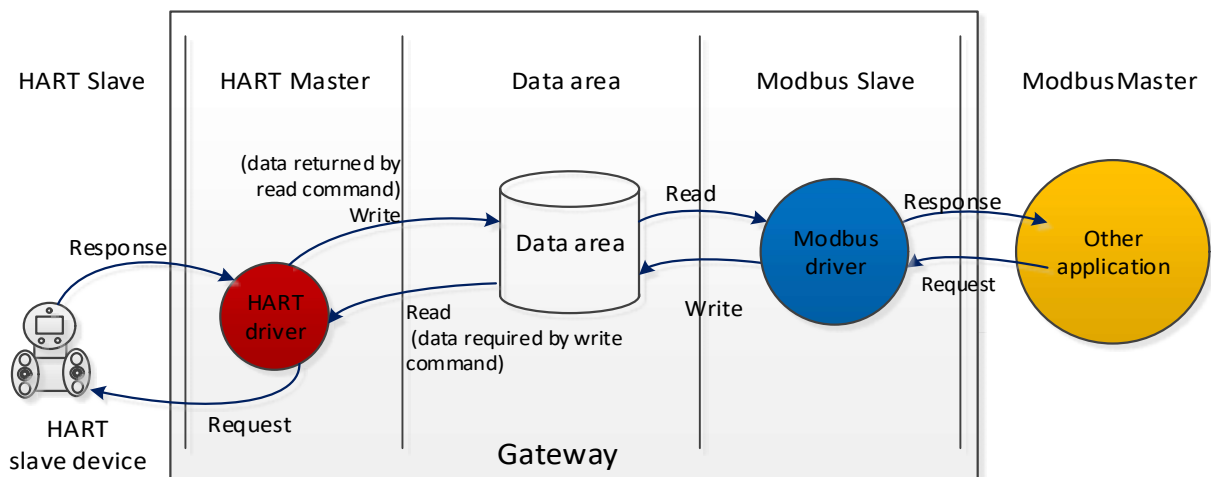 HART Slave
HART Master
Data area
Modbus Slave
ModbusMaster
(data returned by
read command)
Write
Read
Response
Response
Data area
Modbus
driver
Other
application
HART
driver
Read
(data required by write
command)
Write
Request
Request
HART
slave device
Gateway